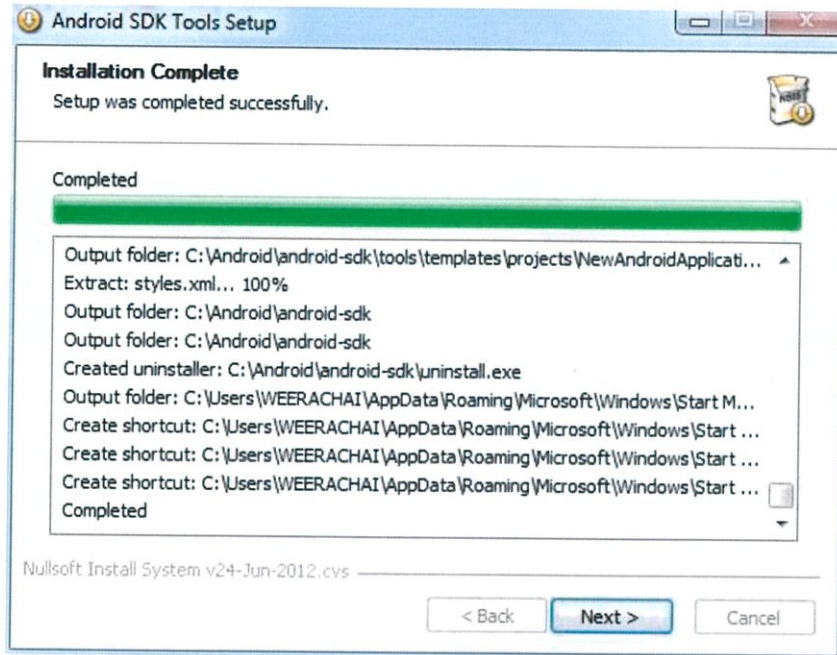 Android SDK Tools Setup
Installation Complete
Setup was completed successfully.
Completed
Output folder: C:\Android\android-sdk\tools\templates\projects\NewAndroidApplicati...
Extract: styles.xml... 100%
Output folder: C:\Android\android-sdk
Output folder: C:\Android\android-sdk
Created uninstaller: C:\Android\android-sdk\uninstall.exe
Output folder: C:\Users\WEERACHAI\AppData\Roaming\Microsoft\Windows\Start M...
Create shortcut: C:\Users\WEERACHAI\AppData\Roaming\Microsoft\Windows\Start ...
Create shortcut: C:\Users\WEERACHAI\AppData\Roaming\Microsoft\Windows\Start ...
Create shortcut: C:\Users\WEERACHAI\AppData\Roaming\Microsoft\Windows\Start ...
Completed
Nullsoft Install System v24-Jun-2012.cvs
< Back Next > Cancel